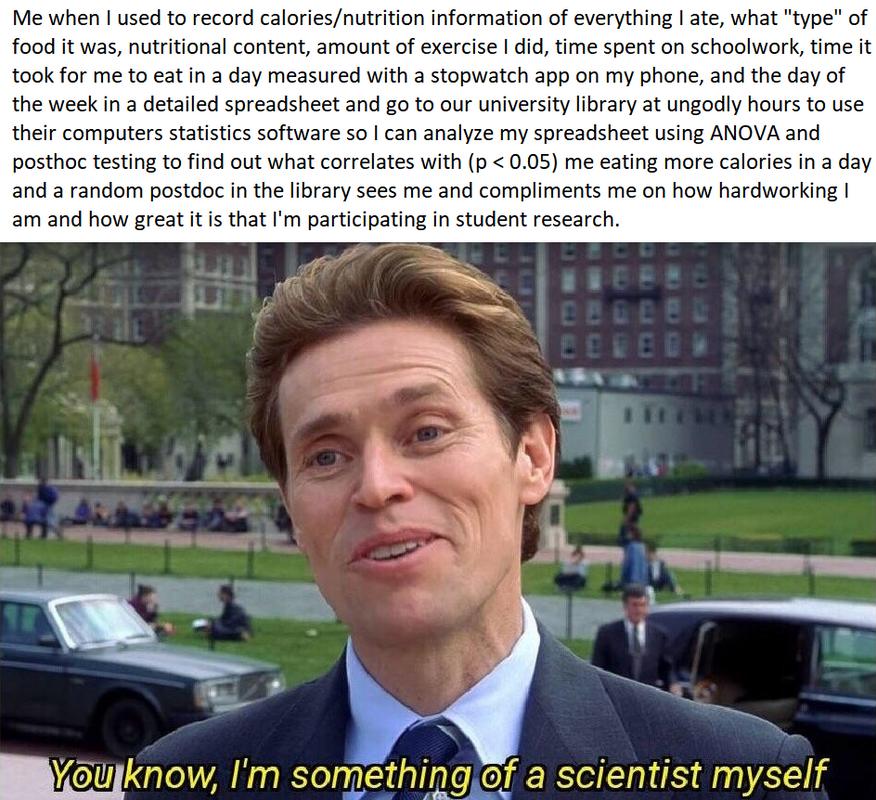 Me when I used to record calories/nutrition information of everything I ate, what "type" of
food it was, nutritional content, amount of exercise I did, time spent on schoolwork, time it
took for me to eat in a day measured with a stopwatch app on my phone, and the day of
the week in a detailed spreadsheet and go to our university library at ungodly hours to use
their computers statistics software so I can analyze my spreadsheet using ANOVA and
posthoc testing to find out what correlates with (p < 0.05) me eating more calories in a day
and a random postdoc in the library sees me and compliments me on how hardworking I
am and how great it is that I'm participating in student research.
You know, I'm something of a scientist myself